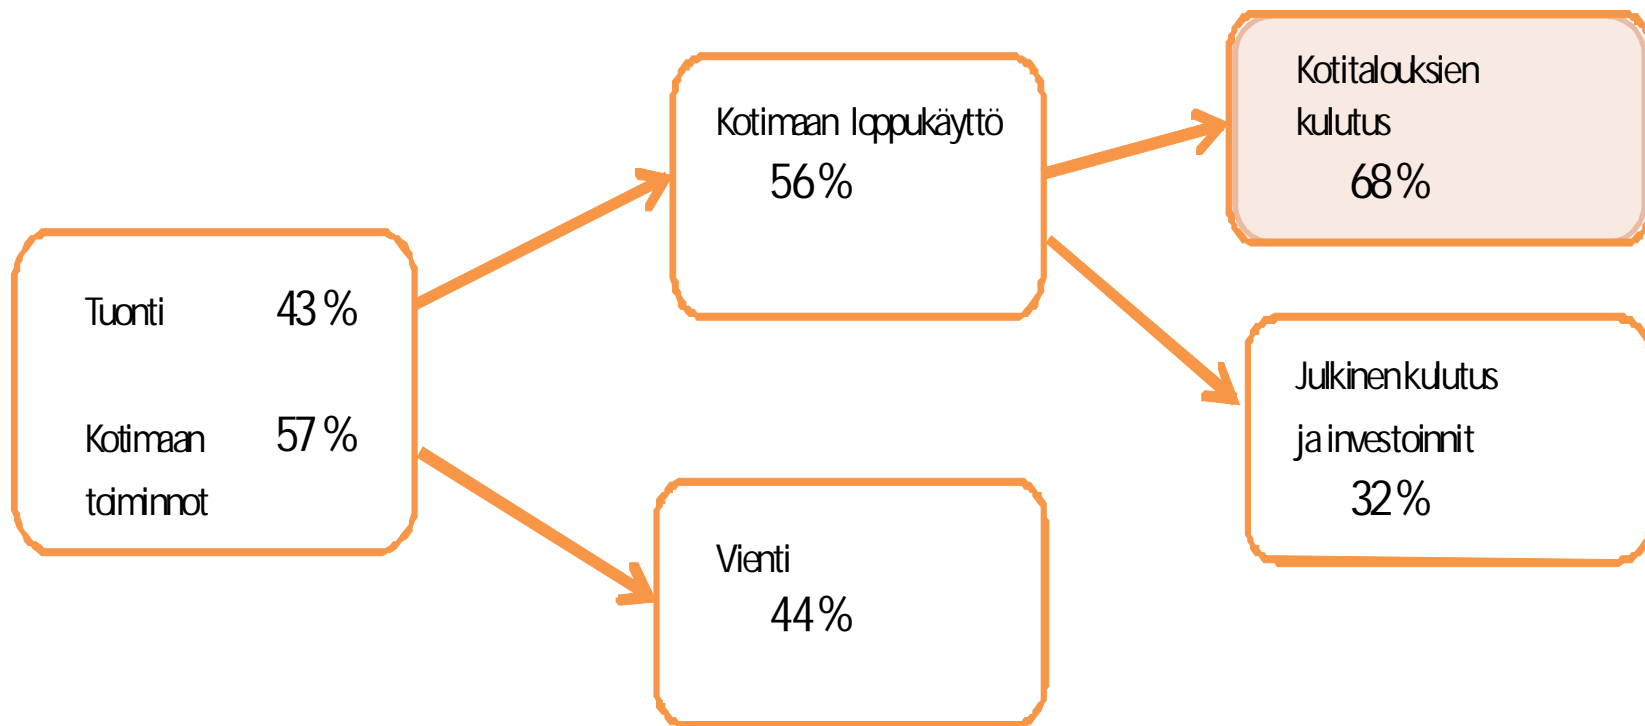 Tuonti 43%
Kotimaan 57%
toiminnot
Kotimaan loppukäyttö
56%
Vienti
44%
Kotitalouksien
kulutus
68%
Julkinen kulutus
ja investoinnit
32%